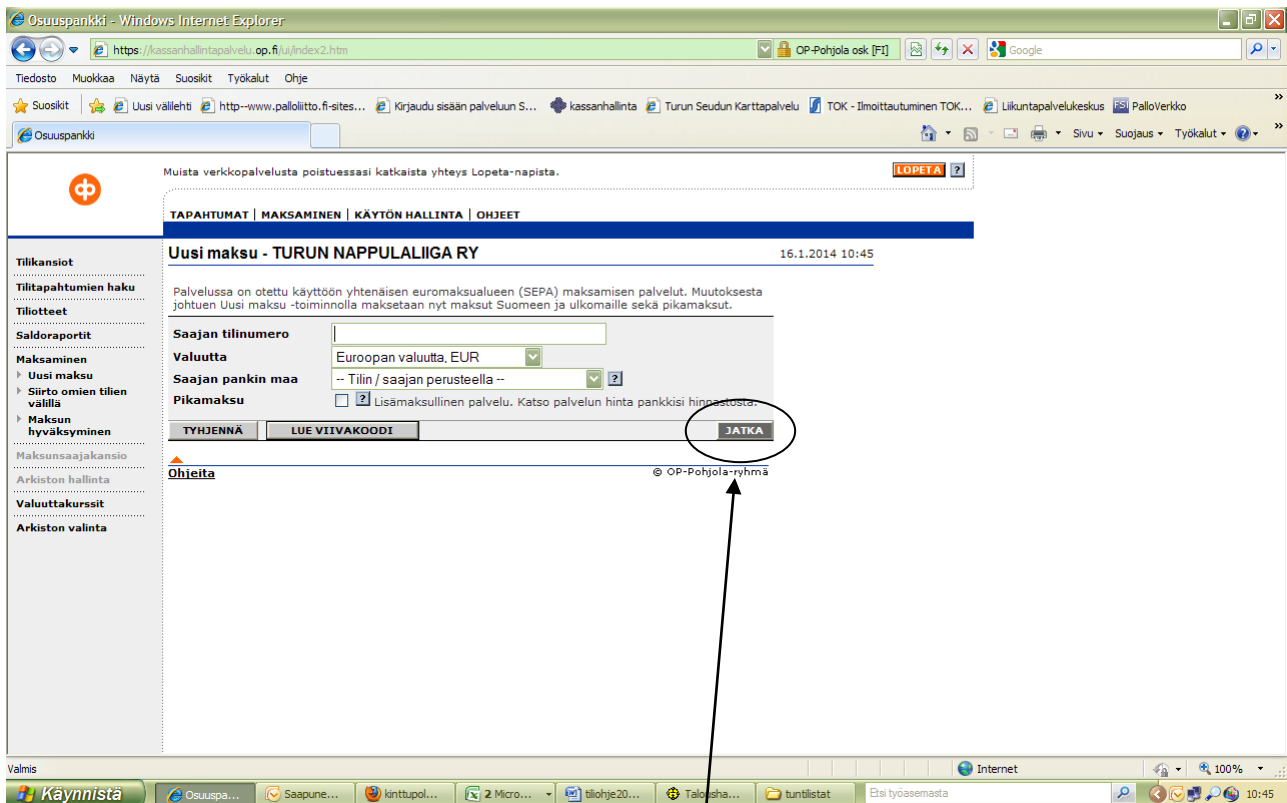 Osuuspankki - Windows Internet Explorer
https://kassanhallintapalvelu.op.fi/ui/index2.htm
OP-Pohjola osk [FI]
Google
Tiedosto Muokkaa Näytä Suosikit Työkalut Ohje
Suosikit Uusi välilehti http--www.palloliitto.fi-sites... Kirjaudu sisään palveluun S... kassanhallinta Turun Seudun Karttapalvelu TOK - Ilmoittautuminen TOK... Liikuntapalvelukeskus FSI PalloVerkko »
Osuuspankki
Sivu Suojaus Työkalut »
Muista verkkopalvelusta poistuessasi katkaista yhteys Lopeta-napista.
LOPETA ?
TAPAHTUMAT | MAKSAMINEN | KÄYTÖN HALLINTA | OHJEET
Tilikansiot
Tilitapahtumien haku
Tiliotteet
Saldoraportit
Maksaminen
Uusi maksu
Siirto omien tilien
välillä
Maksun
hyväksyminen
Maksunsaajakansio
Arkiston hallinta
Valuuttakurssit
Arkiston valinta
Uusi maksu - TURUN NAPPULALIIGA RY
16.1.2014 10:45
Palvelussa on otettu käyttöön yhtenäisen euromaksualueen (SEPA) maksamisen palvelut. Muutoksesta
johtuen Uusi maksu -toiminnolla maksetaan nyt maksut Suomeen ja ulkomaille sekä pikamaksut.
Saajan tilinumero
Valuutta Euroopan valuutta, EUR
Saajan pankin maa -- Tilin / saajan perusteella -- ?
Pikamaksu ? Lisämaksullinen palvelu. Katso palvelun hinta pankkisi hinnastosta.
TYHJENNÄ LUE VIIVAKOODI JATKA
Ohjeita
© OP-Pohjola-ryhmä
Valmis
Internet
100%
Käynnistä Osuuspa... Saapune... kinttupol... 2 Micro... tiliohje20... Talousha... tuntilistat Etsi työasemasta 10:45